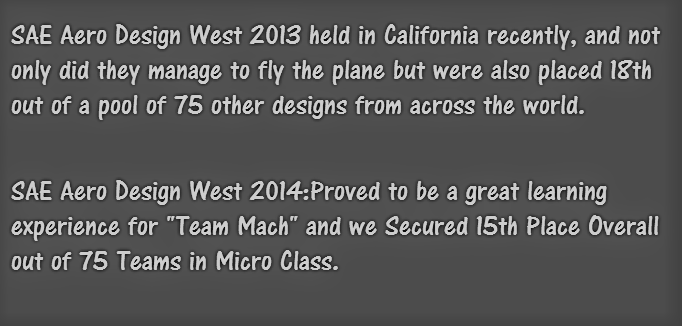 SAE Aero Design West 2013 held in California recently, and not
only did they manage to fly the plane but were also placed 18th
out of a pool of 75 other designs from across the world.
SAE Aero Design West 2014:Proved to be a great learning
experience for "Team Mach" and we Secured 15th Place Overall
out of 75 Teams in Micro Class.